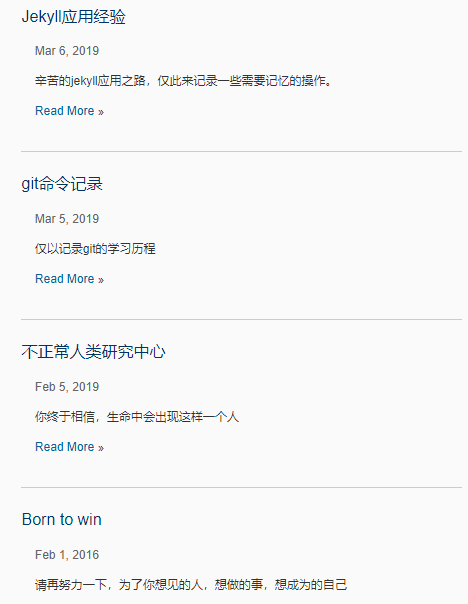 Jekyll应用经验
Mar 6, 2019
辛苦的jekyll应用之路，仅此来记录一些需要记忆的操作。
Read More »
git命令记录
Mar 5, 2019
仅以记录git的学习历程
Read More »
不正常人类研究中心
Feb 5, 2019
你终于相信，生命中会出现这样一个人
Read More »
Born to win
Feb 1, 2016
请再努力一下，为了你想见的人，想做的事，想成为的自己